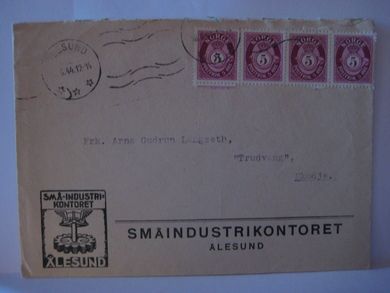 ÅLESUND
NORGE NORGE NORGE NORGE
5 5 5 5
Frk. Arna Gudrun Langseth,
"Trudvang",
SMÅ-INDUSTRI-
KONTORET
ÅLESUND
SMÅINDUSTRIKONTORET
ÅLESUND